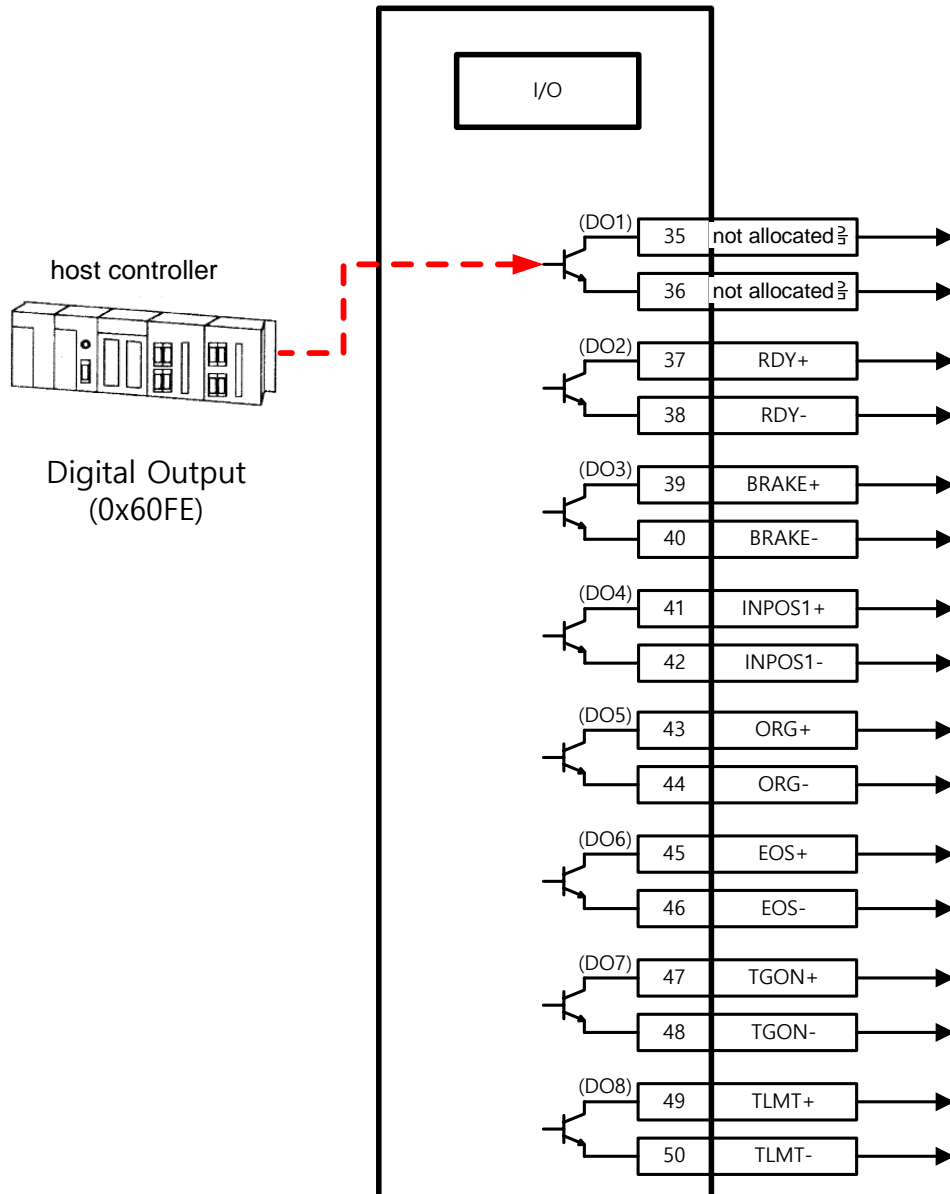 I/O
host controller
Digital Output
(0x60FE)
(DO1)
35 not allocated
36 not allocated
(DO2)
37 RDY+
38 RDY-
(DO3)
39 BRAKE+
40 BRAKE-
(DO4)
41 INPOS1+
42 INPOS1-
(DO5)
43 ORG+
44 ORG-
(DO6)
45 EOS+
46 EOS-
(DO7)
47 TGON+
48 TGON-
(DO8)
49 TLMT+
50 TLMT-